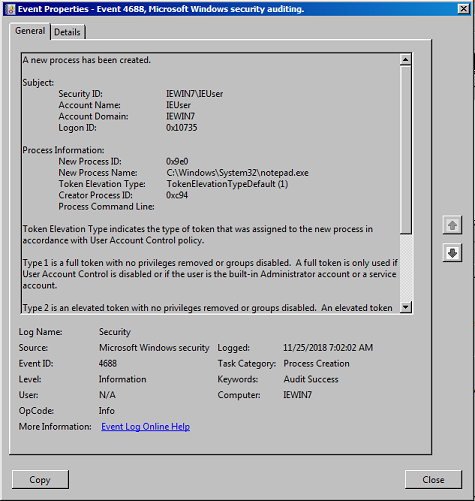 Event Properties - Event 4688, Microsoft Windows security auditing.
General Details
A new process has been created.
Subject:
Security ID: IEWIN7\IEUser
Account Name: IEUser
Account Domain: IEWIN7
Logon ID: 0x10735
Process Information:
New Process ID: 0x9e0
New Process Name: C:\Windows\System32\notepad.exe
Token Elevation Type: TokenElevationTypeDefault (1)
Creator Process ID: 0xc94
Process Command Line:
Token Elevation Type indicates the type of token that was assigned to the new process in
accordance with User Account Control policy.
Type 1 is a full token with no privileges removed or groups disabled. A full token is only used if
User Account Control is disabled or if the user is the built-in Administrator account or a service
account.
Type 2 is an elevated token with no privileges removed or groups disabled. An elevated token
Log Name: Security
Source: Microsoft Windows security Logged: 11/25/2018 7:02:02 AM
Event ID: 4688 Task Category: Process Creation
Level: Information Keywords: Audit Success
User: N/A Computer: IEWIN7
OpCode: Info
More Information: Event Log Online Help
Copy Close